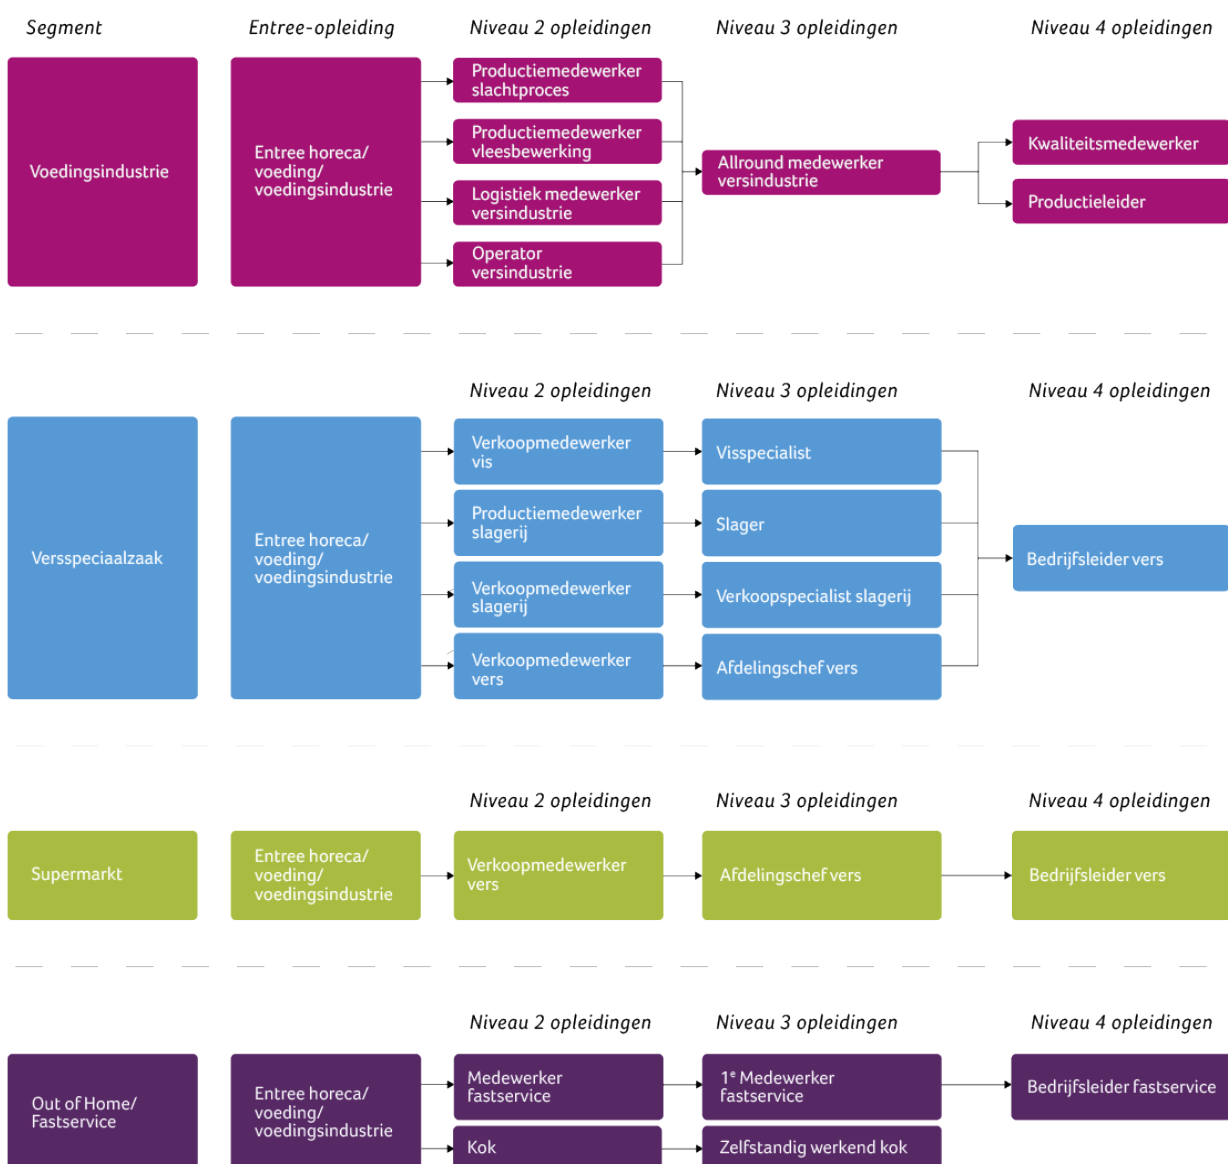 Segment
Entree-opleiding
Niveau 2 opleidingen
Niveau 3 opleidingen
Niveau 4 opleidingen
Voedingsindustrie
Entree horeca/
voeding/
voedingsindustrie
Productiemedewerker
slachtproces
Productiemedewerker
vleesbewerking
Logistiek medewerker
versindustrie
Operator
versindustrie
Allround medewerker
versindustrie
Kwaliteitsmedewerker
Productieleider
Niveau 2 opleidingen
Niveau 3 opleidingen
Niveau 4 opleidingen
Versspeciaalzaak
Entree horeca/
voeding/
voedingsindustrie
Verkoopmedewerker
vis
Productiemedewerker
slagerij
Verkoopmedewerker
slagerij
Verkoopmedewerker
vers
Visspecialist
Slager
Verkoopspecialist slagerij
Afdelingschef vers
Bedrijfsleider vers
Niveau 2 opleidingen
Niveau 3 opleidingen
Niveau 4 opleidingen
Supermarkt
Entree horeca/
voeding/
voedingsindustrie
Verkoopmedewerker
vers
Afdelingschef vers
Bedrijfsleider vers
Niveau 2 opleidingen
Niveau 3 opleidingen
Niveau 4 opleidingen
Out of Home/
Fastservice
Entree horeca/
voeding/
voedingsindustrie
Medewerker
fastservice
Kok
1e Medewerker
fastservice
Zelfstandig werkend kok
Bedrijfsleider fastservice